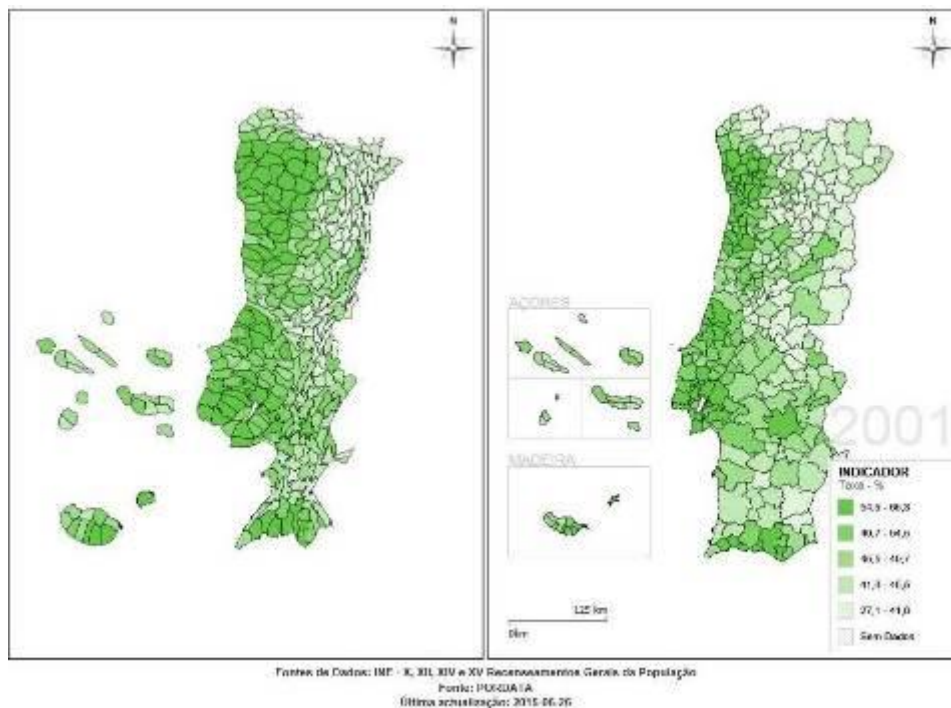 N
N
AÇORES
MADEIRA
2001
INDICADOR
Taxa - %
Sem Dados
125 km
0km
Fontes de Dados: INE - X, XII, XIV e XV Recenseamentos Gerais da População
Fonte: PORDATA
Última actualização: 2015-06-26